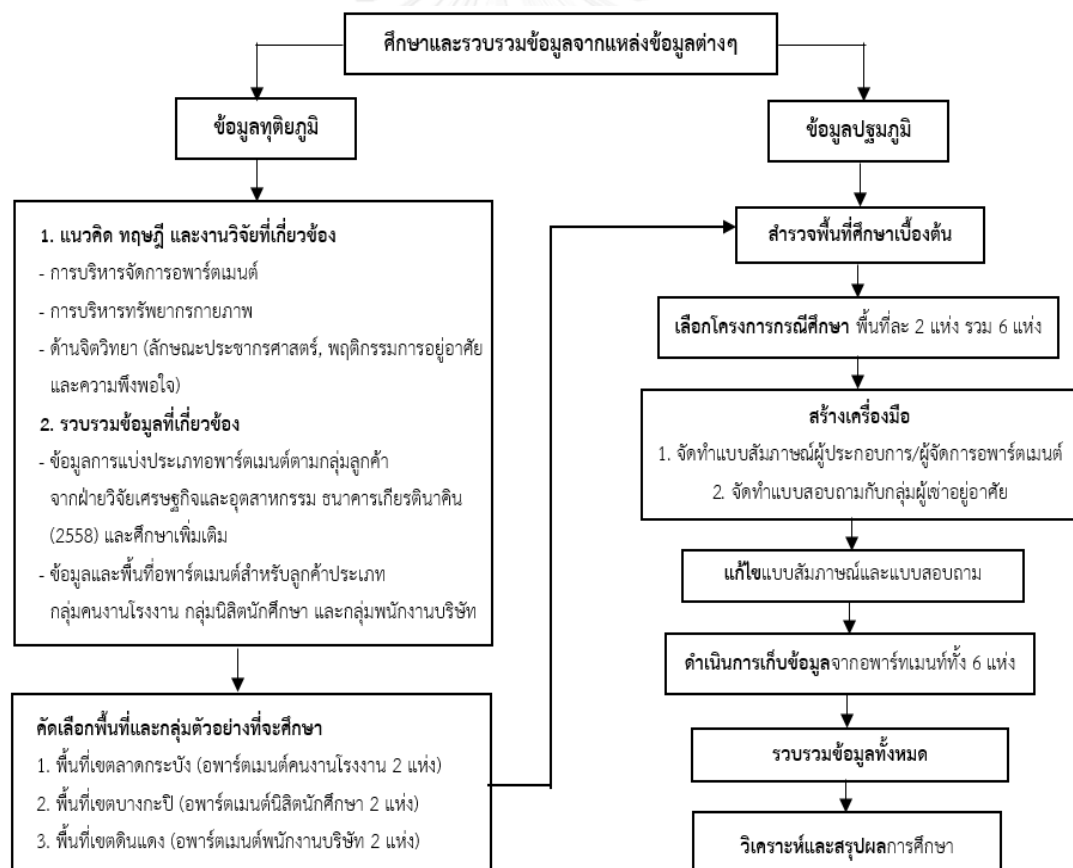 ศึกษาและรวบรวมข้อมูลจากแหล่งข้อมูลต่างๆ
ข้อมูลทุติยภูมิ
1. แนวคิด ทฤษฎี และงานวิจัยที่เกี่ยวข้อง
- การบริหารจัดการอพาร์ตเมนต์
- การบริหารทรัพยากรกายภาพ
- ด้านจิตวิทยา (ลักษณะประชากรศาสตร์, พฤติกรรมการอยู่อาศัย
และความพึงพอใจ)
2. รวบรวมข้อมูลที่เกี่ยวข้อง
- ข้อมูลการแบ่งประเภทอพาร์ตเมนต์ตามกลุ่มลูกค้า
จากฝ่ายวิจัยเศรษฐกิจและอุตสาหกรรม ธนาคารเกียรตินาคิน
(2558) และศึกษาเพิ่มเติม
- ข้อมูลและพื้นที่อพาร์ตเมนต์สำหรับลูกค้าประเภท
กลุ่มคนงานโรงงาน กลุ่มนิสิตนักศึกษา และกลุ่มพนักงานบริษัท
คัดเลือกพื้นที่และกลุ่มตัวอย่างที่จะศึกษา
1. พื้นที่เขตลาดกระบัง (อพาร์ตเมนต์คนงานโรงงาน 2 แห่ง)
2. พื้นที่เขตบางกะปิ (อพาร์ตเมนต์นิสิตนักศึกษา 2 แห่ง)
3. พื้นที่เขตดินแดง (อพาร์ตเมนต์พนักงานบริษัท 2 แห่ง)
ข้อมูลปฐมภูมิ
สำรวจพื้นที่ศึกษาเบื้องต้น
เลือกโครงการกรณีศึกษา พื้นที่ละ 2 แห่ง รวม 6 แห่ง
สร้างเครื่องมือ
1. จัดทำแบบสัมภาษณ์ผู้ประกอบการ/ผู้จัดการอพาร์ตเมนต์
2. จัดทำแบบสอบถามกับกลุ่มผู้เช่าอยู่อาศัย
แก้ไขแบบสัมภาษณ์และแบบสอบถาม
ดำเนินการเก็บข้อมูลจากอพาร์ทเมนท์ทั้ง 6 แห่ง
รวบรวมข้อมูลทั้งหมด
วิเคราะห์และสรุปผลการศึกษา